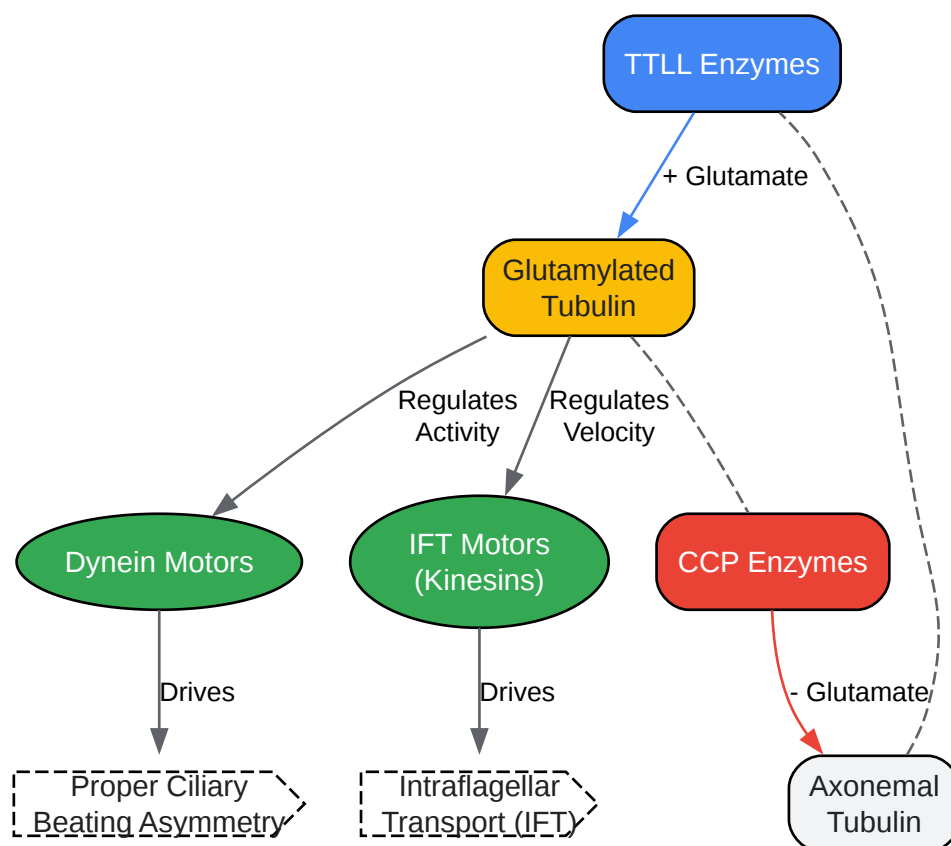 TTLL Enzymes
+ Glutamate
Glutamylated
Tubulin
Regulates
Activity
Regulates
Velocity
Dynein Motors
IFT Motors
(Kinesins)
CCP Enzymes
Drives
Drives
- Glutamate
Proper Ciliary
Beating Asymmetry
Intraflagellar
Transport (IFT)
Axonemal
Tubulin